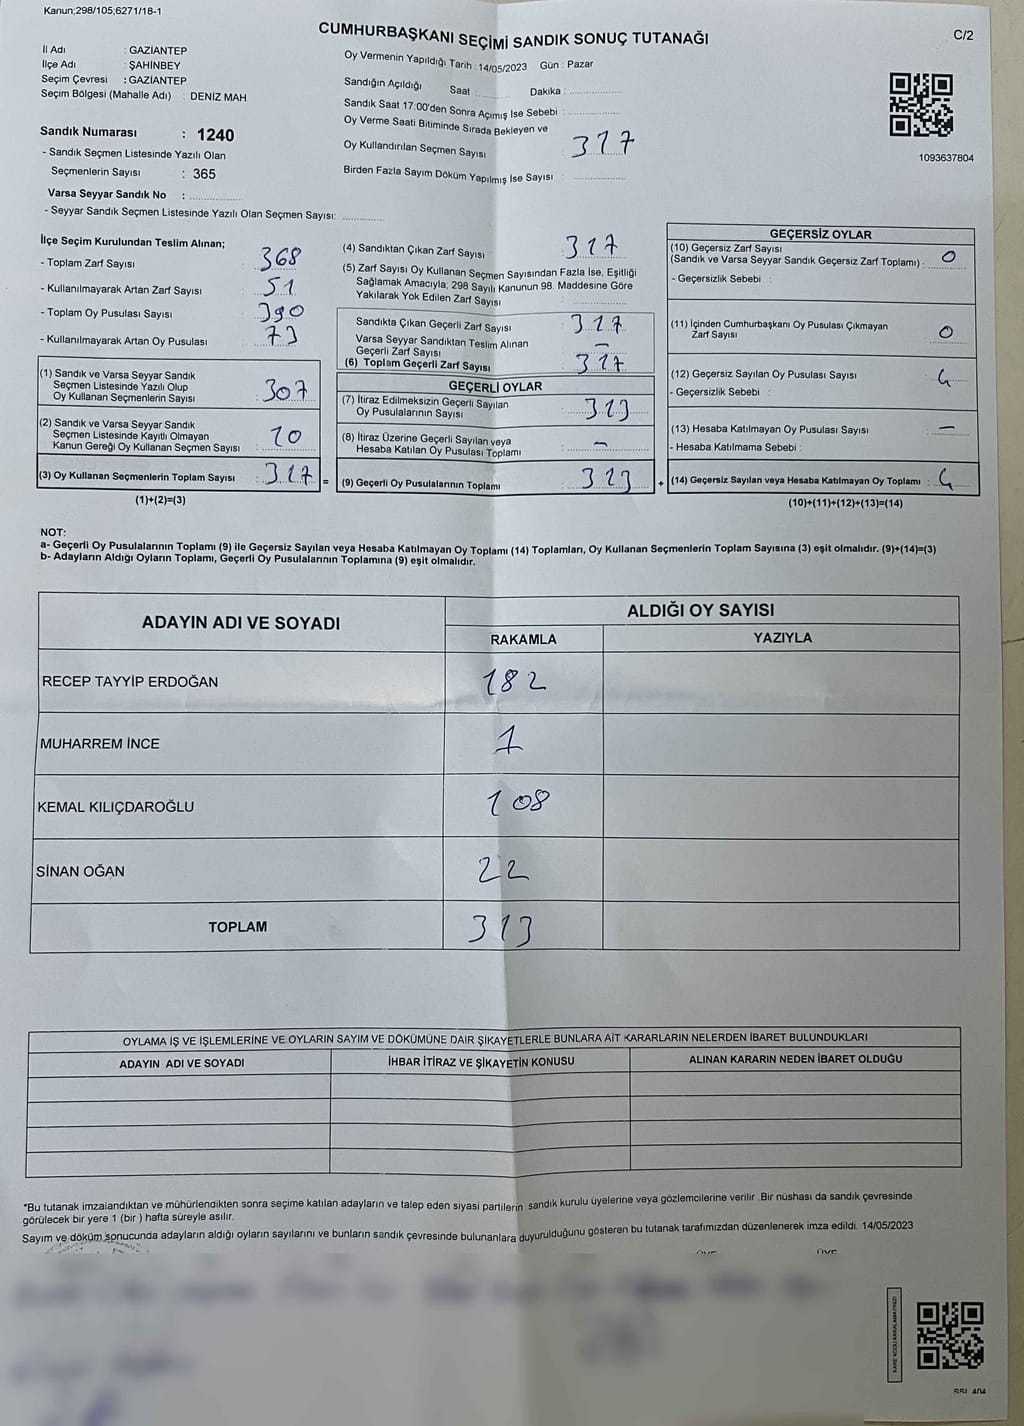 Kanun;298/105,6271/18-1
CUMHURBAŞKANI SEÇİMİ SANDIK SONUÇ TUTANAĞI
C/2
İl Adı : GAZİANTEP
İlçe Adı : ŞAHİNBEY
Seçim Çevresi : GAZİANTEP
Seçim Bölgesi (Mahalle Adı) : DENİZ MAH
Oy Vermenin Yapıldığı Tarih : 14/05/2023 Gün : Pazar
Sandığın Açıldığı Saat : Dakika :
Sandık Saat 17:00'den Sonra Açımış İse Sebebi :
Oy Verme Saati Bitiminde Sırada Bekleyen ve
Oy Kullandırılan Seçmen Sayısı : 317
Birden Fazla Sayım Döküm Yapılmış İse Sayısı :
1093637804
Sandık Numarası : 1240
- Sandık Seçmen Listesinde Yazılı Olan
Seçmenlerin Sayısı : 365
Varsa Seyyar Sandık No :
- Seyyar Sandık Seçmen Listesinde Yazılı Olan Seçmen Sayısı:
İlçe Seçim Kurulundan Teslim Alınan;
- Toplam Zarf Sayısı : 368
- Kullanılmayarak Artan Zarf Sayısı : 51
- Toplam Oy Pusulası Sayısı : 390
- Kullanılmayarak Artan Oy Pusulası : 73
(1) Sandık ve Varsa Seyyar Sandık
Seçmen Listesinde Yazılı Olup
Oy Kullanan Seçmenlerin Sayısı : 307
(2) Sandık ve Varsa Seyyar Sandık
Seçmen Listesinde Kayıtlı Olmayan
Kanun Gereği Oy Kullanan Seçmen Sayısı : 10
(3) Oy Kullanan Seçmenlerin Toplam Sayısı : 317 =
(1)+(2)=(3)
(4) Sandıktan Çıkan Zarf Sayısı : 317
(5) Zarf Sayısı Oy Kullanan Seçmen Sayısından Fazla İse, Eşitliği
Sağlamak Amacıyla; 298 Sayılı Kanunun 98. Maddesine Göre
Yakılarak Yok Edilen Zarf Sayısı :
Sandıkta Çıkan Geçerli Zarf Sayısı : 317
Varsa Seyyar Sandıktan Teslim Alınan
Geçerli Zarf Sayısı : –
(6) Toplam Geçerli Zarf Sayısı : 317
GEÇERLİ OYLAR
(7) İtiraz Edilmeksizin Geçerli Sayılan
Oy Pusulalarının Sayısı : 313
(8) İtiraz Üzerine Geçerli Sayılan veya
Hesaba Katılan Oy Pusulası Toplamı : –
(9) Geçerli Oy Pusulalarının Toplamı : 313 +
GEÇERSİZ OYLAR
(10) Geçersiz Zarf Sayısı
(Sandık ve Varsa Seyyar Sandık Geçersiz Zarf Toplamı) : 0
- Geçersizlik Sebebi :
(11) İçinden Cumhurbaşkanı Oy Pusulası Çıkmayan
Zarf Sayısı : 0
(12) Geçersiz Sayılan Oy Pusulası Sayısı : 4
- Geçersizlik Sebebi :
(13) Hesaba Katılmayan Oy Pusulası Sayısı : –
- Hesaba Katılmama Sebebi :
(14) Geçersiz Sayılan veya Hesaba Katılmayan Oy Toplamı : 4
(10)+(11)+(12)+(13)=(14)
NOT:
a- Geçerli Oy Pusulalarının Toplamı (9) ile Geçersiz Sayılan veya Hesaba Katılmayan Oy Toplamı (14) Toplamları, Oy Kullanan Seçmenlerin Toplam Sayısına (3) eşit olmalıdır. (9)+(14)=(3)
b- Adayların Aldığı Oyların Toplamı, Geçerli Oy Pusulalarının Toplamına (9) eşit olmalıdır.
ADAYIN ADI VE SOYADI
ALDIĞI OY SAYISI
RAKAMLA YAZIYLA
RECEP TAYYİP ERDOĞAN 182
MUHARREM İNCE 1
KEMAL KILIÇDAROĞLU 108
SİNAN OĞAN 22
TOPLAM 313
OYLAMA İŞ VE İŞLEMLERİNE VE OYLARIN SAYIM VE DÖKÜMÜNE DAİR ŞİKAYETLERLE BUNLARA AİT KARARLARIN NELERDEN İBARET BULUNDUKLARI
ADAYIN ADI VE SOYADI İHBAR İTİRAZ VE ŞİKAYETİN KONUSU ALINAN KARARIN NEDEN İBARET OLDUĞU
*Bu tutanak imzalandıktan ve mühürlendikten sonra seçime katılan adayların ve talep eden siyasi partilerin sandık kurulu üyelerine veya gözlemcilerine verilir .Bir nüshası da sandık çevresinde
görülecek bir yere 1 (bir ) hafta süreyle asılır.
Sayım ve döküm sonucunda adayların aldığı oyların sayılarını ve bunların sandık çevresinde bulunanlara duyurulduğunu gösteren bu tutanak tarafımızdan düzenlenerek imza edildi. 14/05/2023
KARE KODU KARALAMAYINIZ!